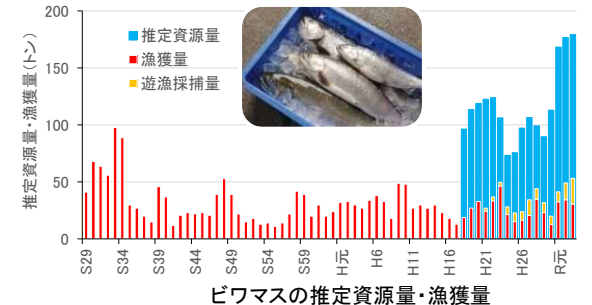 200
150
100
50
0
推定資源量・漁獲量(トン)
推定資源量
漁獲量
遊漁採捕量
S29
S34
S39
S44
S49
S54
S59
H元
H6
H11
H16
H21
H26
R元
ビワマスの推定資源量・漁獲量